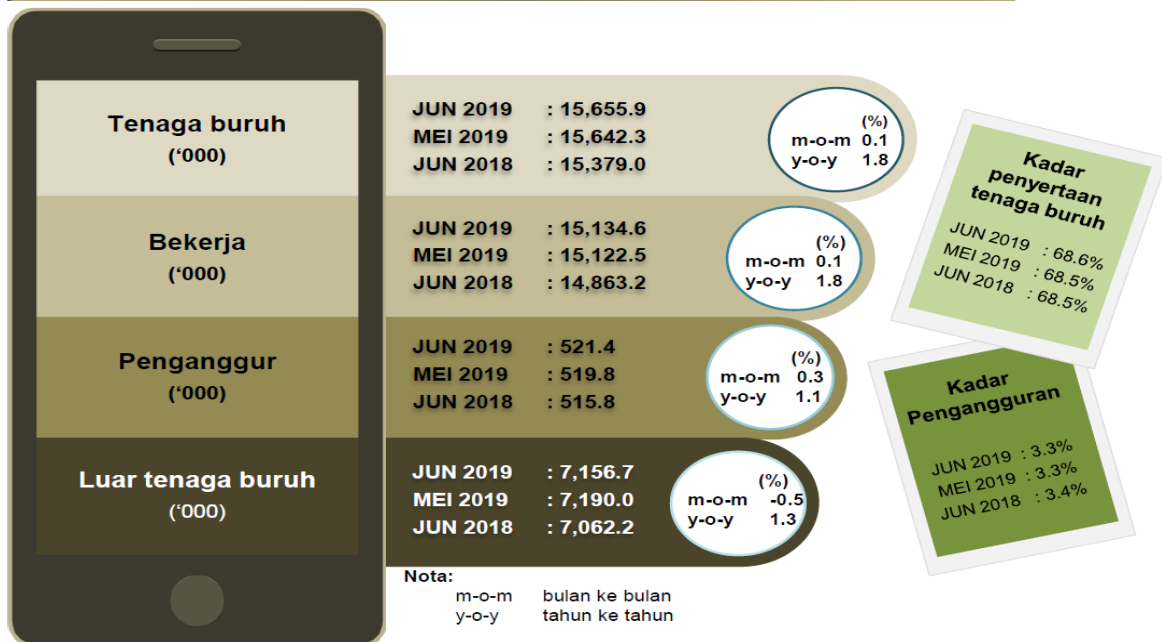 Tenaga buruh
(‘000)
JUN 2019 : 15,655.9
MEI 2019 : 15,642.3
JUN 2018 : 15,379.0
(%)
m-o-m 0.1
y-o-y 1.8
Bekerja
(‘000)
JUN 2019 : 15,134.6
MEI 2019 : 15,122.5
JUN 2018 : 14,863.2
(%)
m-o-m 0.1
y-o-y 1.8
Penganggur
(‘000)
JUN 2019 : 521.4
MEI 2019 : 519.8
JUN 2018 : 515.8
(%)
m-o-m 0.3
y-o-y 1.1
Luar tenaga buruh
(‘000)
JUN 2019 : 7,156.7
MEI 2019 : 7,190.0
JUN 2018 : 7,062.2
(%)
m-o-m -0.5
y-o-y 1.3
Kadar
penyertaan
tenaga buruh
JUN 2019 : 68.6%
MEI 2019 : 68.5%
JUN 2018 : 68.5%
Kadar
Pengangguran
JUN 2019 : 3.3%
MEI 2019 : 3.3%
JUN 2018 : 3.4%
Nota:
m-o-m bulan ke bulan
y-o-y tahun ke tahun